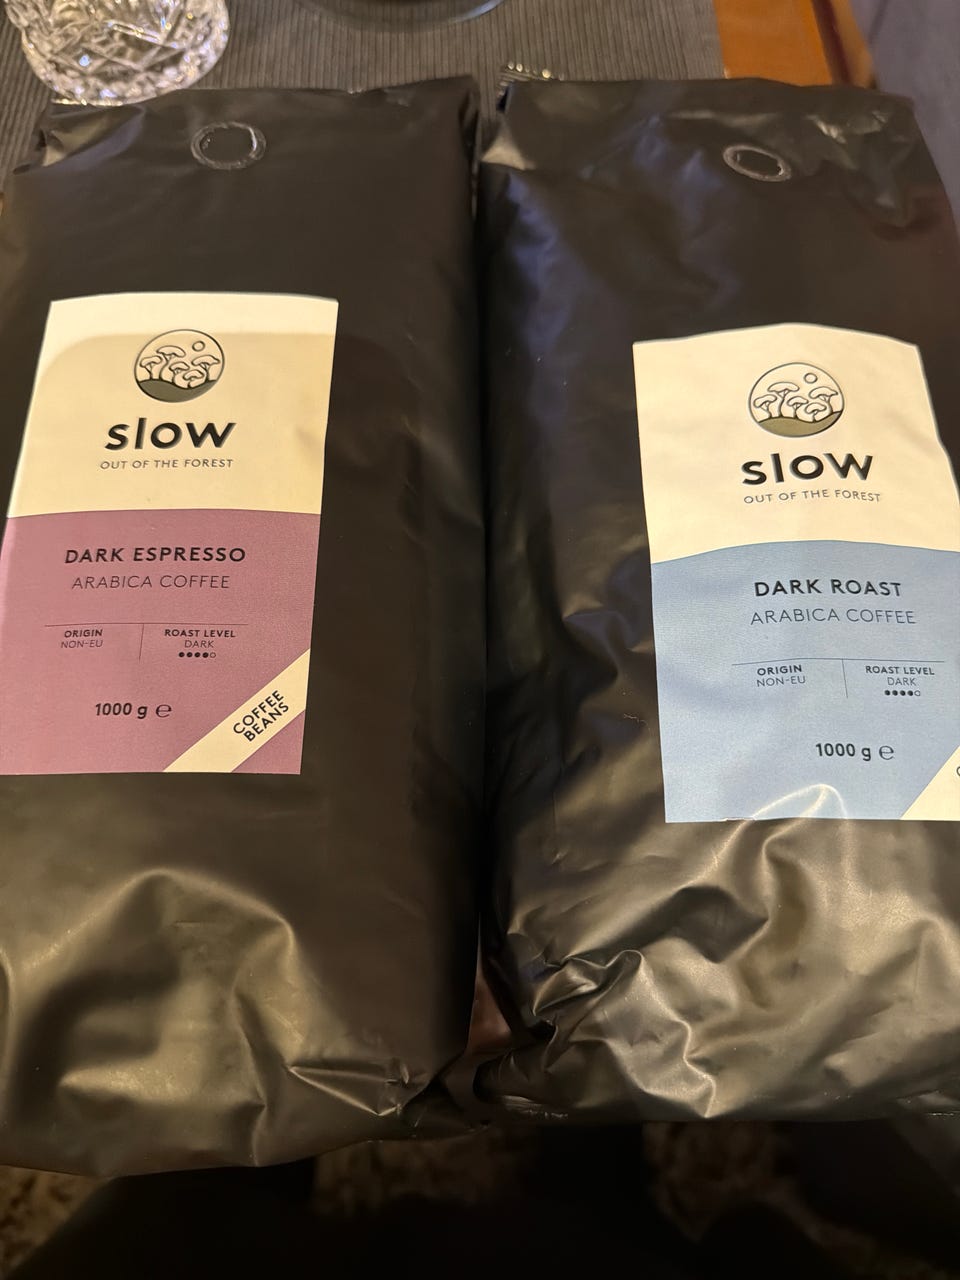 slow
OUT OF THE FOREST
DARK ESPRESSO
ARABICA COFFEE
ORIGIN
NON-EU
ROAST LEVEL
DARK
1000 g ℮
COFFEE
BEANS
slow
OUT OF THE FOREST
DARK ROAST
ARABICA COFFEE
ORIGIN
NON-EU
ROAST LEVEL
DARK
1000 g ℮